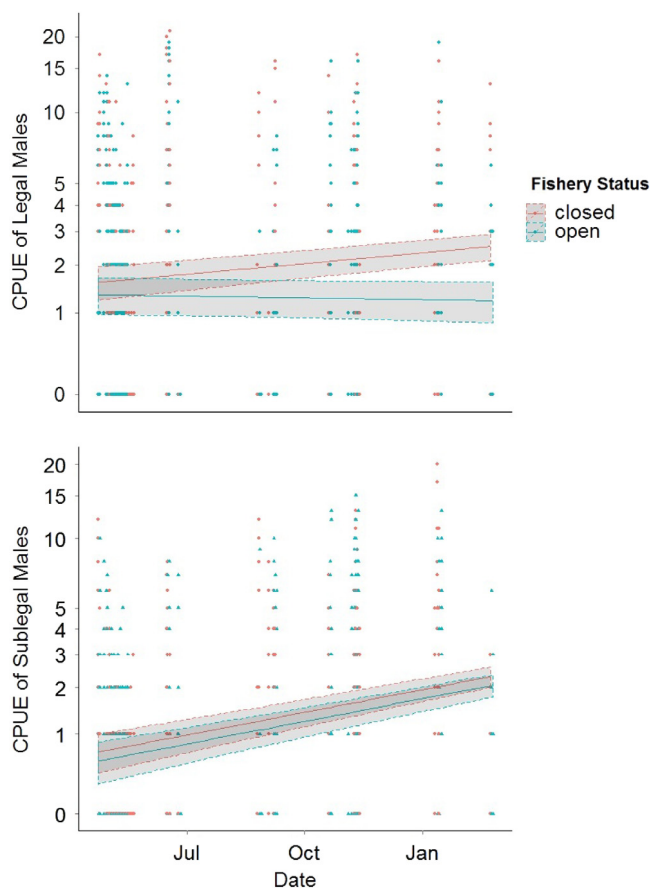 20
15
10
5
4
3
2
1
0
CPUE of Legal Males
Fishery Status
closed
open
20
15
10
5
4
3
2
1
0
CPUE of Sublegal Males
Jul
Oct
Jan
Date